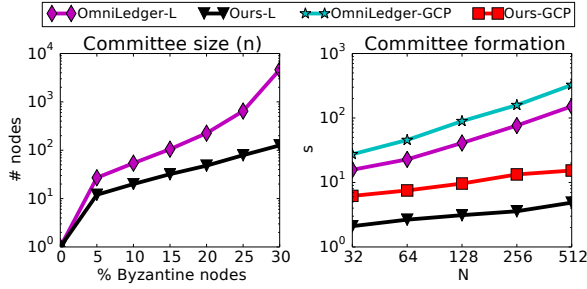 OmniLedger-L Ours-L OmniLedger-GCP Ours-GCP
Committee size (n)
# nodes
10^4
10^3
10^2
10^1
10^0
0 5 10 15 20 25 30
% Byzantine nodes
Committee formation
s
10^3
10^2
10^1
10^0
32 64 128 256 512
N